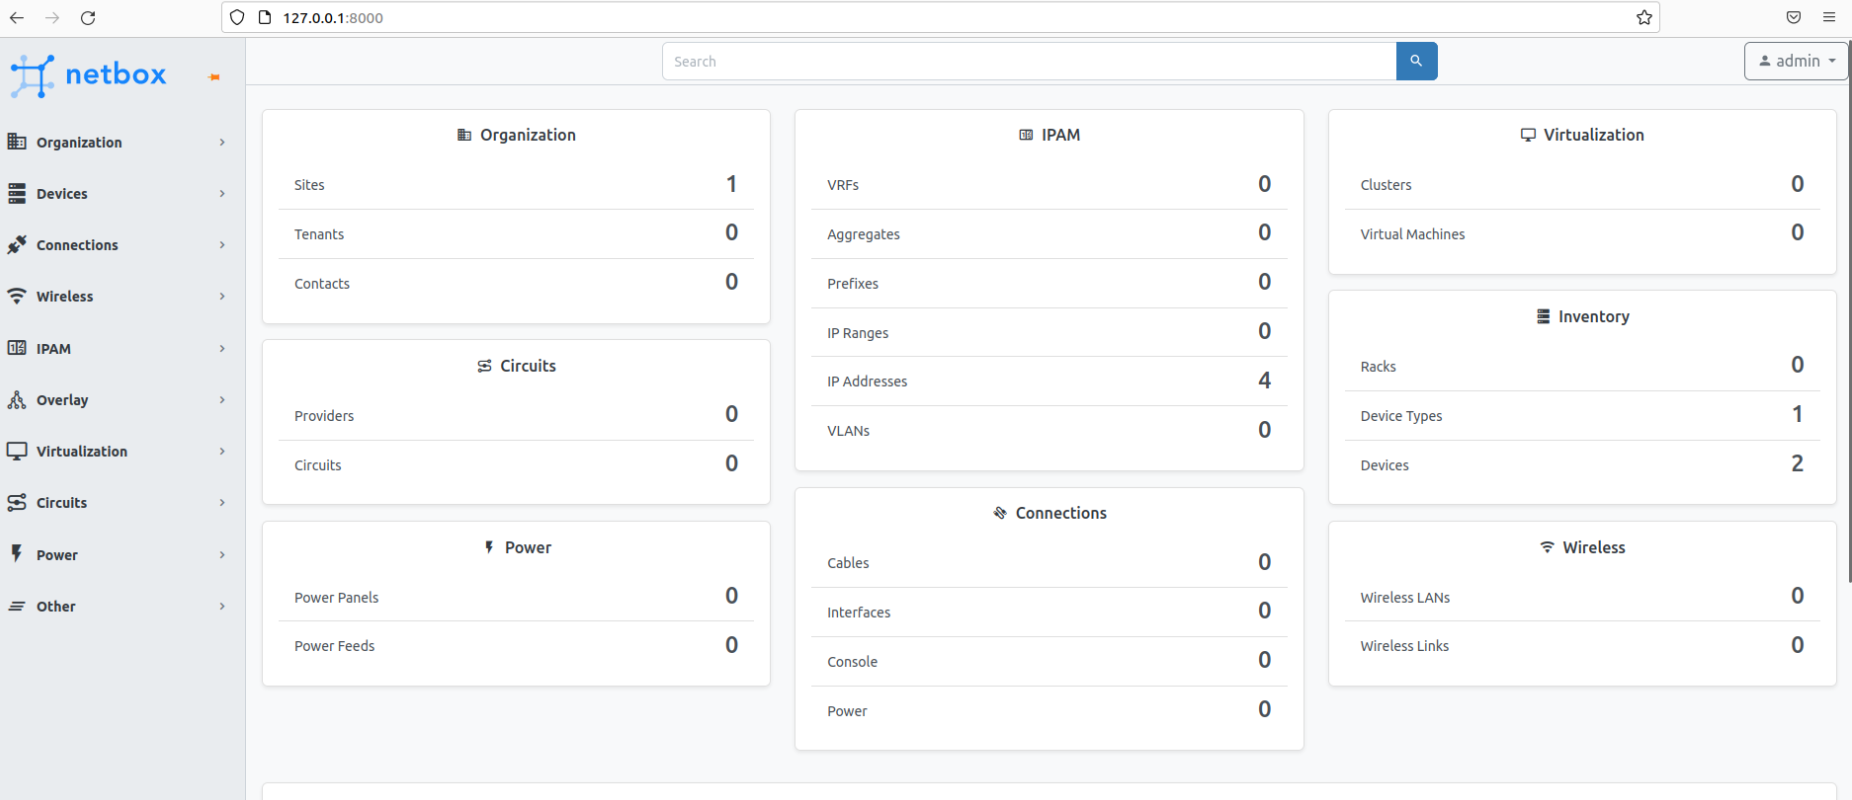 127.0.0.1:8000
netbox
Search
admin
Organization
Devices
Connections
Wireless
IPAM
Overlay
Virtualization
Circuits
Power
Other
Organization
Sites 1
Tenants 0
Contacts 0
Circuits
Providers 0
Circuits 0
Power
Power Panels 0
Power Feeds 0
IPAM
VRFs 0
Aggregates 0
Prefixes 0
IP Ranges 0
IP Addresses 4
VLANs 0
Connections
Cables 0
Interfaces 0
Console 0
Power 0
Virtualization
Clusters 0
Virtual Machines 0
Inventory
Racks 0
Device Types 1
Devices 2
Wireless
Wireless LANs 0
Wireless Links 0